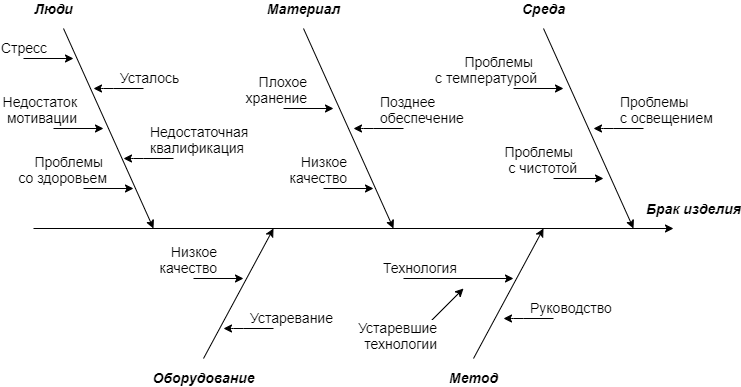 Люди
Материал
Среда
Стресс
Усталось
Недостаток
мотивации
Недостаточная
квалификация
Проблемы
со здоровьем
Плохое
хранение
Позднее
обеспечение
Низкое
качество
Проблемы
с температурой
Проблемы
с освещением
Проблемы
с чистотой
Брак изделия
Низкое
качество
Устаревание
Технология
Устаревшие
технологии
Руководство
Оборудование
Метод